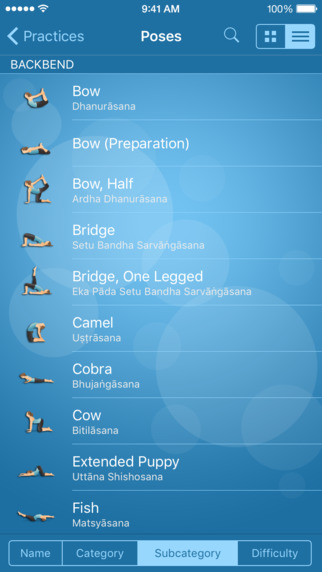 9:41 AM
100%
Practices
Poses
BACKBEND
Bow
Dhanurāsana
Bow (Preparation)
Bow, Half
Ardha Dhanurāsana
Bridge
Setu Bandha Sarvāṅgāsana
Bridge, One Legged
Eka Pāda Setu Bandha Sarvāṅgāsana
Camel
Uṣṭrāsana
Cobra
Bhujaṅgāsana
Cow
Bitilāsana
Extended Puppy
Uttāna Shishosana
Fish
Matsyāsana
Name
Category
Subcategory
Difficulty